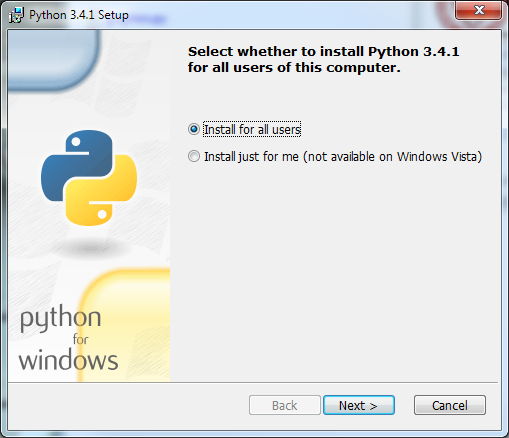 Python 3.4.1 Setup
Select whether to install Python 3.4.1
for all users of this computer.
Install for all users
Install just for me (not available on Windows Vista)
python
for
windows
Back
Next >
Cancel